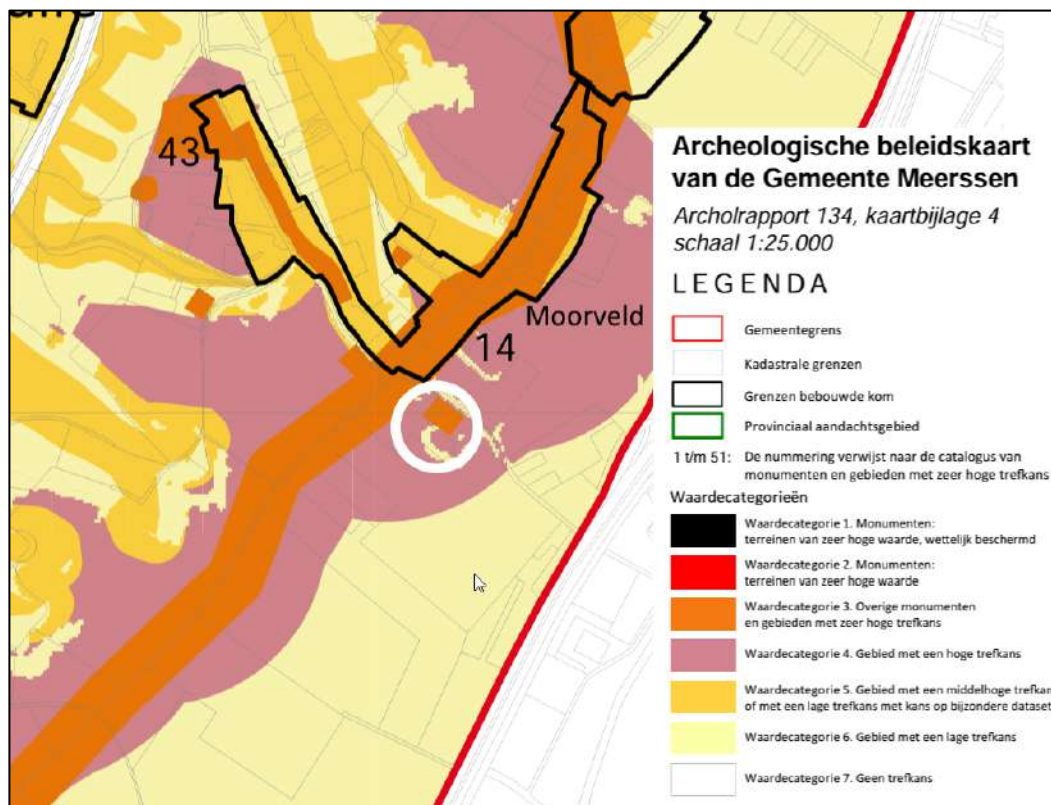 43
14
Moorveld
Archeologische beleidskaart
van de Gemeente Meerssen
Archolrapport 134, kaartbijlage 4
schaal 1:25.000
LEGENDA
Gemeentegrens
Kadastrale grenzen
Grenzen bebouwde kom
Provinciaal aandachtsgebied
1 t/m 51: De nummering verwijst naar de catalogus van
monumenten en gebieden met zeer hoge trefkans
Waardecategorieën
Waardecategorie 1. Monumenten:
terreinen van zeer hoge waarde, wettelijk beschermd
Waardecategorie 2. Monumenten:
terreinen van zeer hoge waarde
Waardecategorie 3. Overige monumenten
en gebieden met zeer hoge trefkans
Waardecategorie 4. Gebied met een hoge trefkans
Waardecategorie 5. Gebied met een middelhoge trefkan
of met een lage trefkans met kans op bijzondere dataset
Waardecategorie 6. Gebied met een lage trefkans
Waardecategorie 7. Geen trefkans